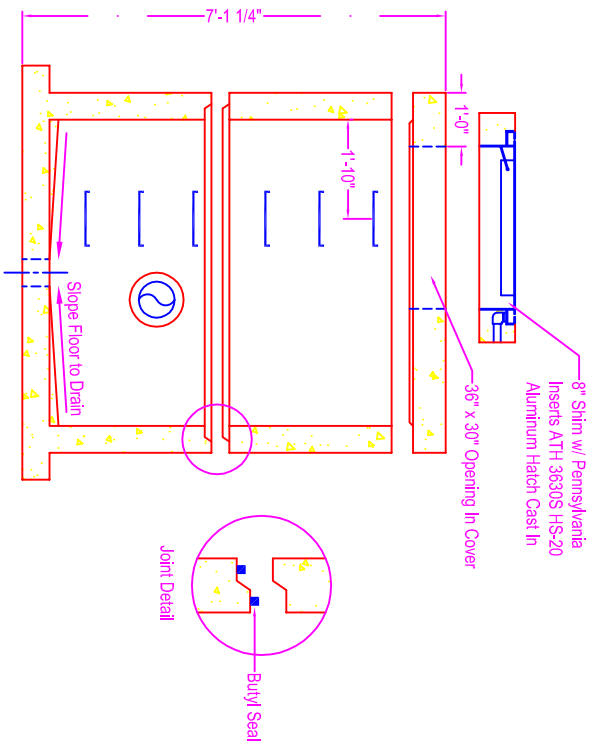 8" Shim w/ Pennsylvania
Inserts ATH 3630S HS-20
Aluminum Hatch Cast In
36" x 30" Opening In Cover
1'-0"
1'-10"
7'-1 1/4"
Slope Floor to Drain
Butyl Seal
Joint Detail